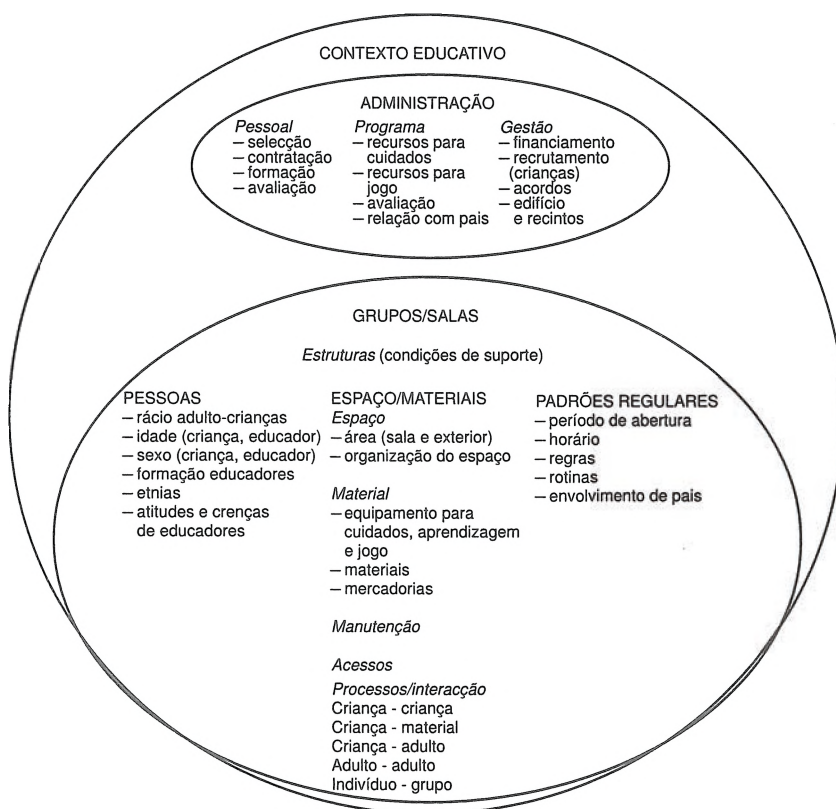 CONTEXTO EDUCATIVO
ADMINISTRAÇÃO
Pessoal
– selecção
– contratação
– formação
– avaliação
Programa
– recursos para
cuidados
– recursos para
jogo
– avaliação
– relação com pais
Gestão
– financiamento
– recrutamento
(crianças)
– acordos
– edifício
e recintos
GRUPOS/SALAS
Estruturas (condições de suporte)
PESSOAS
– rácio adulto-crianças
– idade (criança, educador)
– sexo (criança, educador)
– formação educadores
– etnias
– atitudes e crenças
de educadores
ESPAÇO/MATERIAIS
Espaço
– área (sala e exterior)
– organização do espaço
Material
– equipamento para
cuidados, aprendizagem
e jogo
– materiais
– mercadorias
Manutenção
Acessos
Processos/interacção
Criança - criança
Criança - material
Criança - adulto
Adulto - adulto
Indivíduo - grupo
PADRÕES REGULARES
– período de abertura
– horário
– regras
– rotinas
– envolvimento de pais